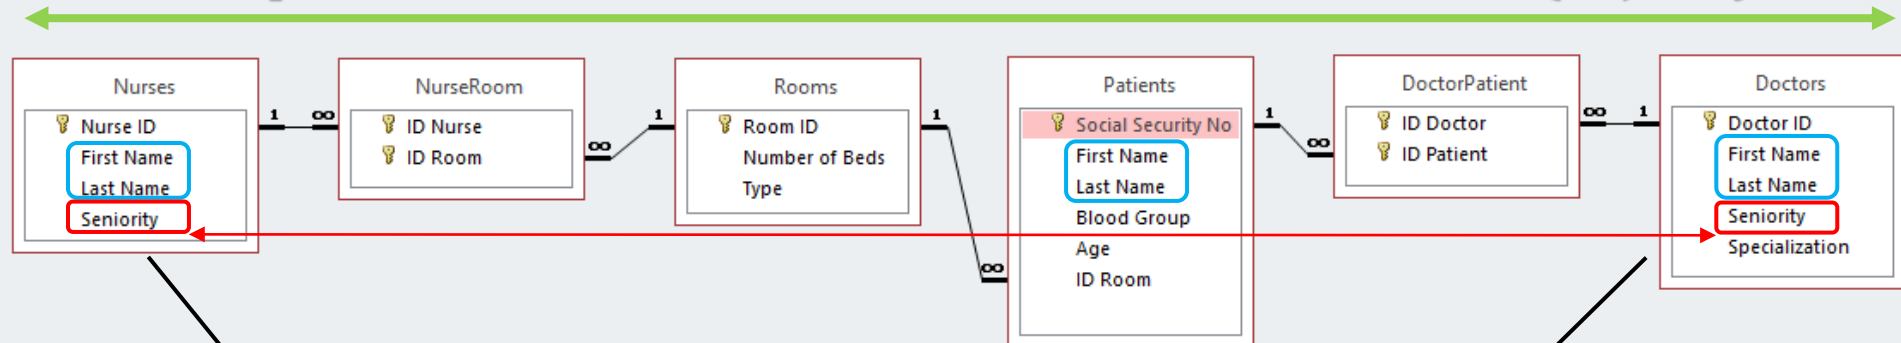 Nurses
Nurse ID
First Name
Last Name
Seniority
1
∞
NurseRoom
ID Nurse
ID Room
∞
1
Rooms
Room ID
Number of Beds
Type
1
∞
Patients
Social Security No
First Name
Last Name
Blood Group
Age
ID Room
1
∞
DoctorPatient
ID Doctor
ID Patient
∞
1
Doctors
Doctor ID
First Name
Last Name
Seniority
Specialization